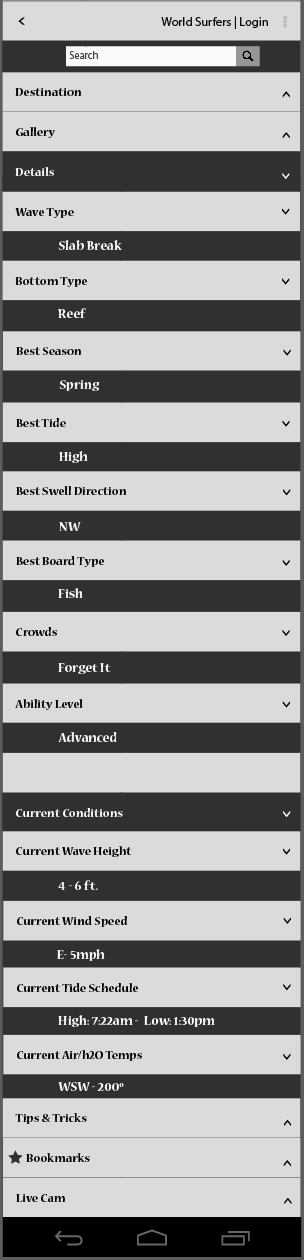 World Surfers | Login
Search
Destination
Gallery
Details
Wave Type
Slab Break
Bottom Type
Reef
Best Season
Spring
Best Tide
High
Best Swell Direction
NW
Best Board Type
Fish
Crowds
Forget It
Ability Level
Advanced
Current Conditions
Current Wave Height
4 - 6 ft.
Current Wind Speed
E- 5mph
Current Tide Schedule
High: 7:22am - Low: 1:30pm
Current Air/h2O Temps
WSW - 200º
Tips & Tricks
Bookmarks
Live Cam